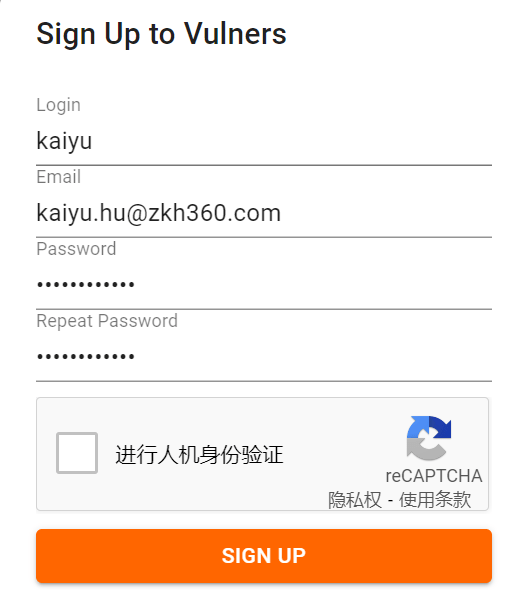 Sign Up to Vulners
Login
kaiyu
Email
kaiyu.hu@zkh360.com
Password
••••••••••••
Repeat Password
••••••••••••
进行人机身份验证
reCAPTCHA
隐私权 - 使用条款
SIGN UP